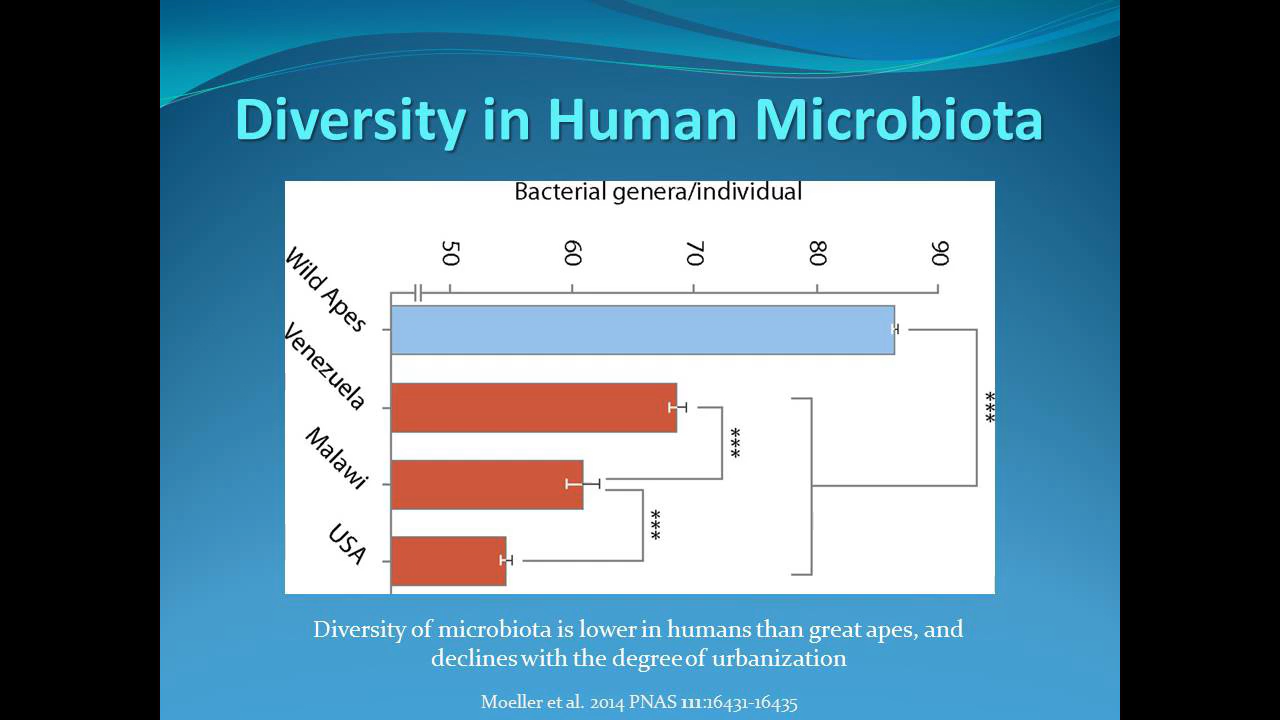 Diversity in Human Microbiota
Bacterial genera/individual
50 60 70 80 90
Wild Apes
***
Venezuela
***
Malawi
***
USA
Diversity of microbiota is lower in humans than great apes, and
declines with the degree of urbanization
Moeller et al. 2014 PNAS 111:16431-16435